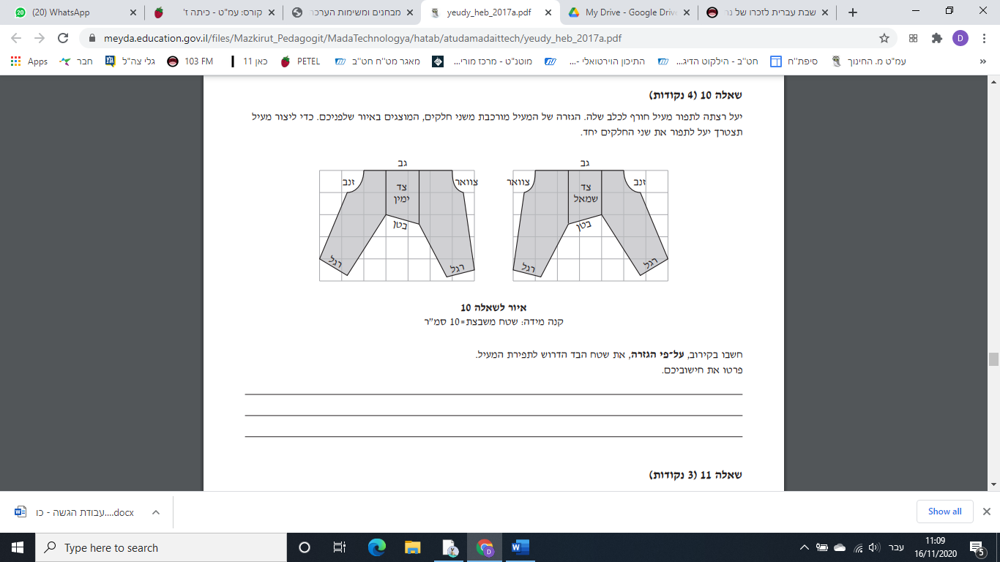 (20) WhatsApp
קורס: עמ"ט - כיתה ז'
מבחנים ומשימות הערכה
yeudy_heb_2017a.pdf
My Drive - Google Drive
שבת עברית לזכרו של
meyda.education.gov.il/files/Mazkirut_Pedagogit/MadaTechnologya/hatab/atudamadaittech/yeudy_heb_2017a.pdf
D
Apps
חבר
גלי צה"ל
103 FM
כאן 11
PETEL
מאגר מט"ח חט"ב
מוטנ"ט - מרכז מורי...
התיכון הוירטואלי -...
חט"ב - הילקוט הדיג...
סיפת"ח
עמ"ט מ. החינוך
»
שאלה 10 (4 נקודות)
יעל רצתה לתפור מעיל חורף לכלב שלה. הגזרה של המעיל מורכבת משני חלקים, המוצגים באיור שלפניכם. כדי ליצור מעיל
תצטרך יעל לתפור את שני החלקים יחד.
גב
צוואר
צד
שמאל
זנב
בטן
רגל
רגל
גב
זנב
צד
ימין
צוואר
בטן
רגל
רגל
איור לשאלה 10
קנה מידה: שטח משבצת=10 סמ"ר
חשבו בקירוב, על־פי הגזרה, את שטח הבד הדרוש לתפירת המעיל.
פרטו את חישוביכם.
שאלה 11 (3 נקודות)
עבודת הגשה - כו....docx
Show all
Type here to search
עבר
11:09
16/11/2020
5